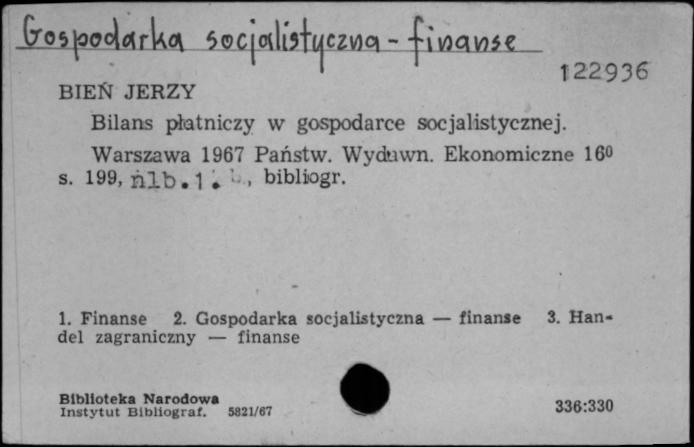 Gospodarka socjalistyczna - finanse
122936
BIEŃ JERZY
Bilans płatniczy w gospodarce socjalistycznej.
Warszawa 1967 Państw. Wydawn. Ekonomiczne 16⁰
s. 199, nlb. 1., bibliogr.
1. Finanse 2. Gospodarka socjalistyczna — finanse 3. Han-
del zagraniczny — finanse
Biblioteka Narodowa
Instytut Bibliograf. 5821/67
336:330